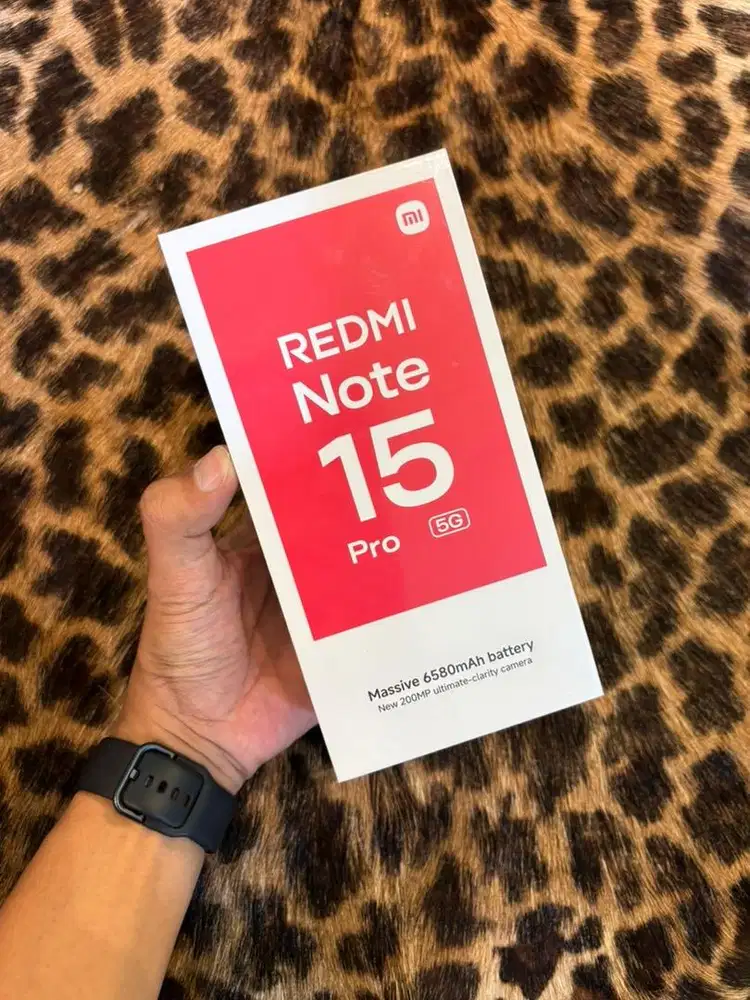 mi
REDMI
Note
15
Pro 5G
Massive 6580mAh battery
New 200MP ultimate-clarity camera